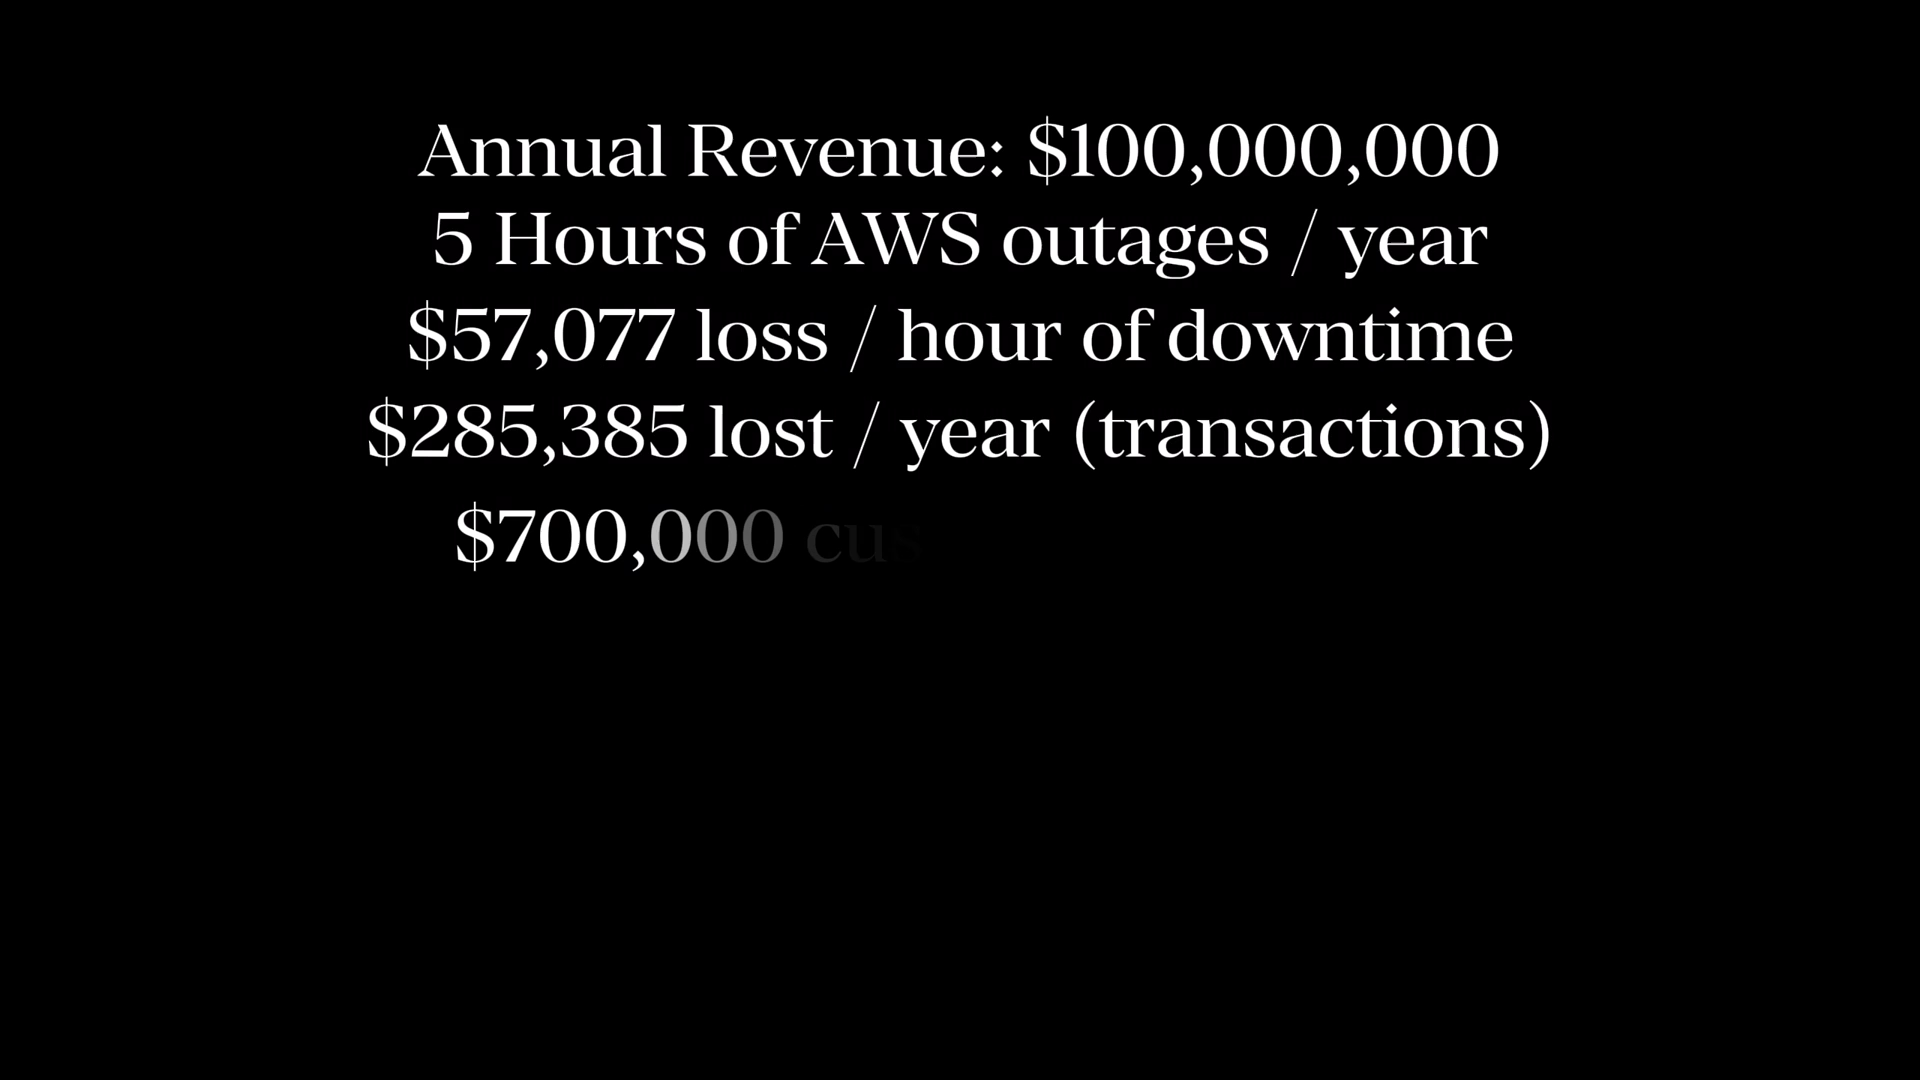 Annual Revenue: $100,000,000
5 Hours of AWS outages / year
$57,077 loss / hour of downtime
$285,385 lost / year (transactions)
$700,000 cus